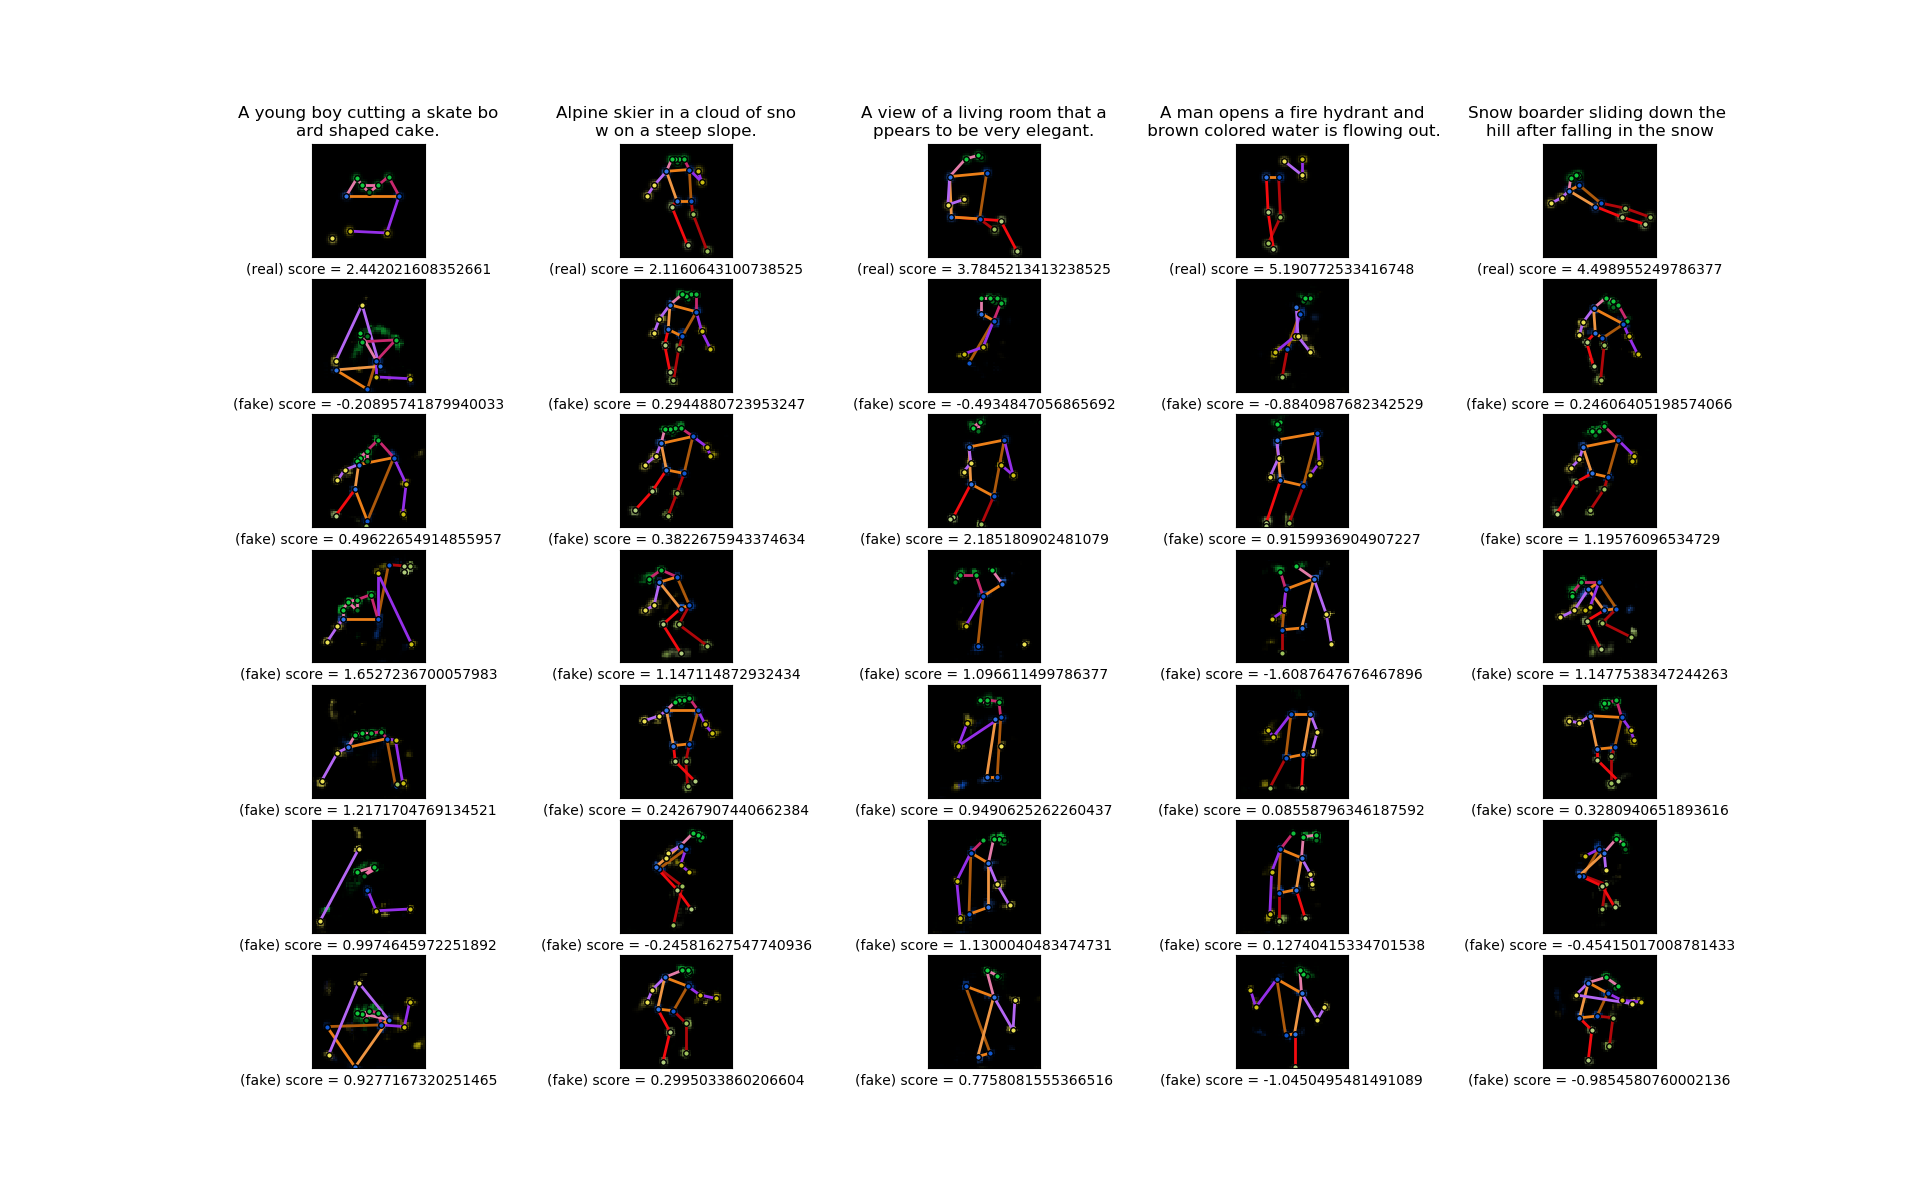 A young boy cutting a skate bo
ard shaped cake.
Alpine skier in a cloud of sno
w on a steep slope.
A view of a living room that a
ppears to be very elegant.
A man opens a fire hydrant and
brown colored water is flowing out.
Snow boarder sliding down the
hill after falling in the snow
(real) score = 2.442021608352661
(real) score = 2.1160643100738525
(real) score = 3.7845213413238525
(real) score = 5.190772533416748
(real) score = 4.498955249786377
(fake) score = -0.20895741879940033
(fake) score = 0.2944880723953247
(fake) score = -0.4934847056865692
(fake) score = -0.8840987682342529
(fake) score = 0.24606405198574066
(fake) score = 0.49622654914855957
(fake) score = 0.3822675943374634
(fake) score = 2.185180902481079
(fake) score = 0.9159936904907227
(fake) score = 1.19576096534729
(fake) score = 1.6527236700057983
(fake) score = 1.147114872932434
(fake) score = 1.096611499786377
(fake) score = -1.6087647676467896
(fake) score = 1.1477538347244263
(fake) score = 1.2171704769134521
(fake) score = 0.24267907440662384
(fake) score = 0.9490625262260437
(fake) score = 0.08558796346187592
(fake) score = 0.3280940651893616
(fake) score = 0.9974645972251892
(fake) score = -0.24581627547740936
(fake) score = 1.1300040483474731
(fake) score = 0.12740415334701538
(fake) score = -0.45415017008781433
(fake) score = 0.9277167320251465
(fake) score = 0.2995033860206604
(fake) score = 0.7758081555366516
(fake) score = -1.0450495481491089
(fake) score = -0.9854580760002136